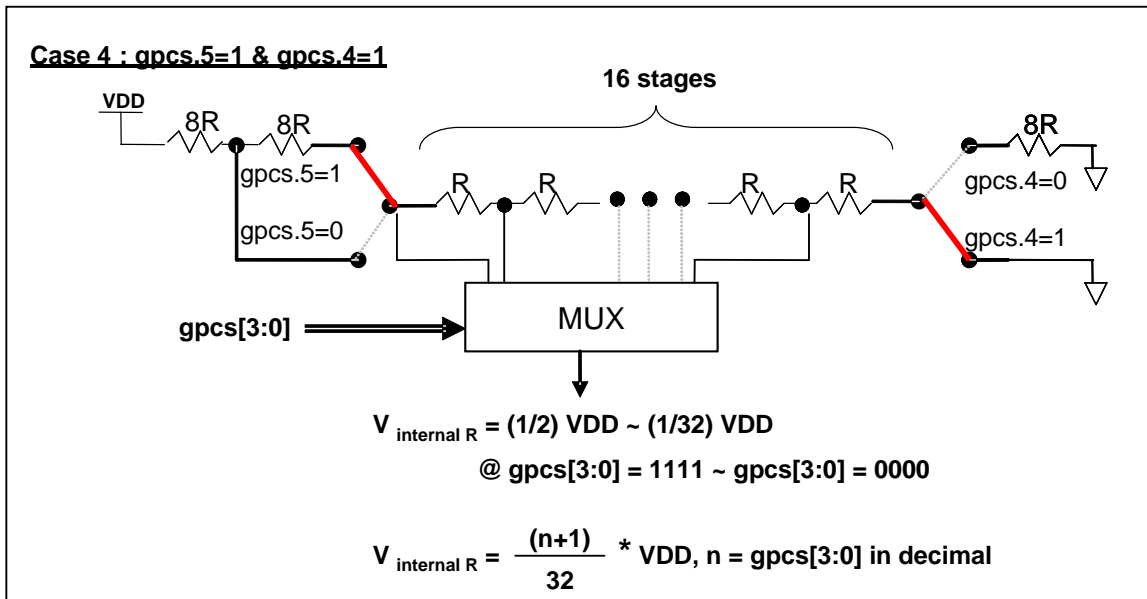 Case 4 : gpcs.5=1 & gpcs.4=1
16 stages
VDD
8R 8R 8R
gpcs.5=1
R R R R
gpcs.4=0
gpcs.5=0
gpcs.4=1
MUX
gpcs[3:0]
V internal R = (1/2) VDD ~ (1/32) VDD
@ gpcs[3:0] = 1111 ~ gpcs[3:0] = 0000
V internal R = (n+1) / 32 * VDD, n = gpcs[3:0] in decimal